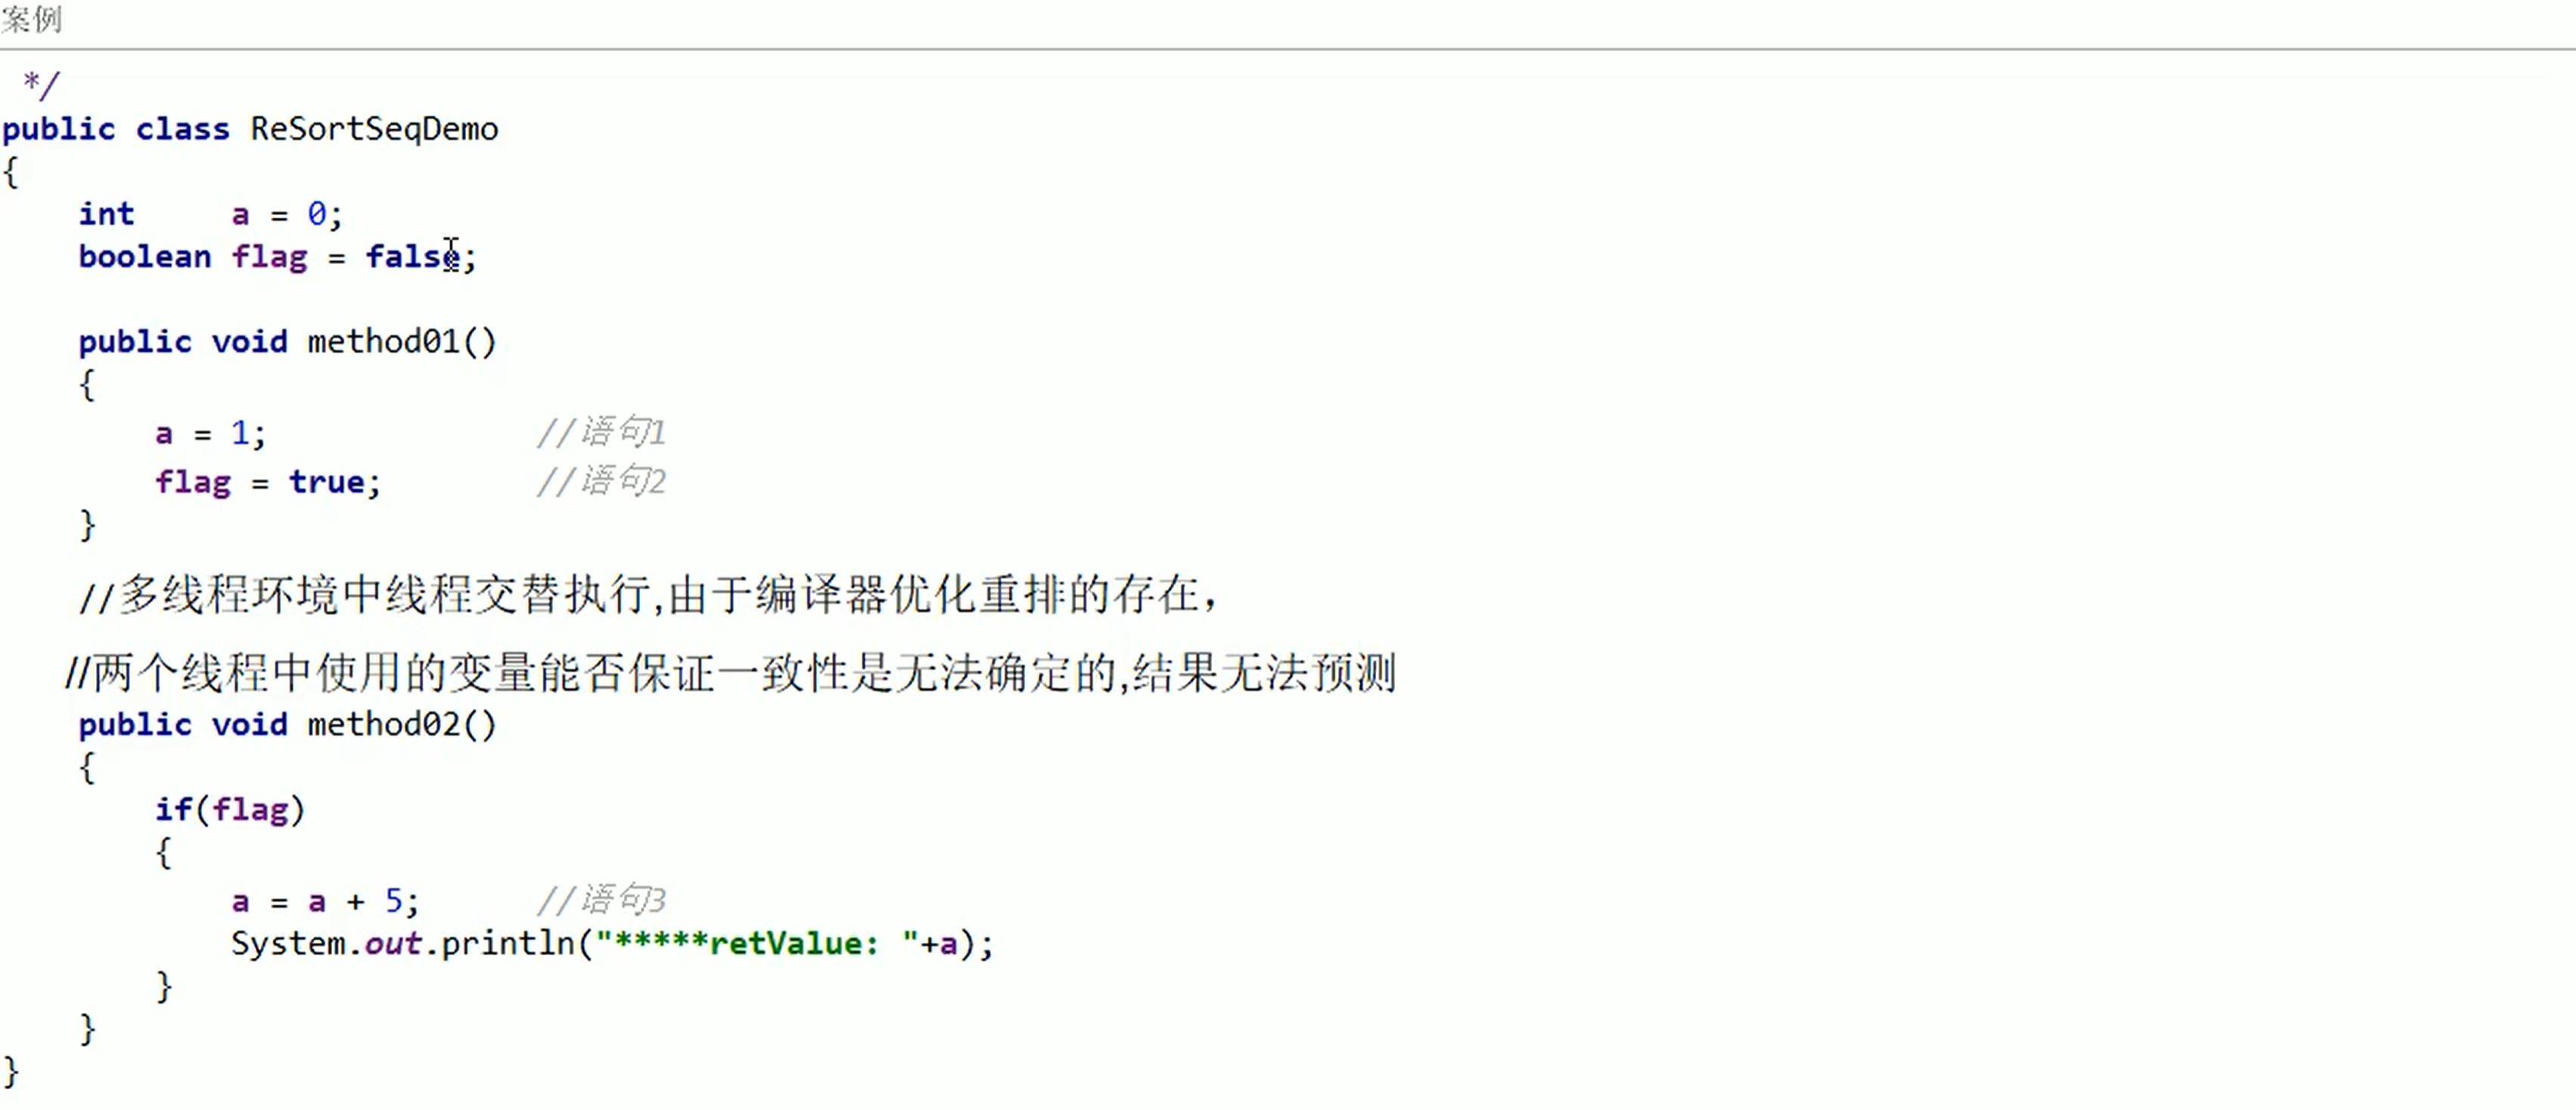 案例
*/
public class ReSortSeqDemo
{
int a = 0;
boolean flag = false;
public void method01()
{
a = 1; //语句1
flag = true; //语句2
}
//多线程环境中线程交替执行,由于编译器优化重排的存在，
//两个线程中使用的变量能否保证一致性是无法确定的,结果无法预测
public void method02()
{
if(flag)
{
a = a + 5; //语句3
System.out.println("*****retValue: "+a);
}
}
}